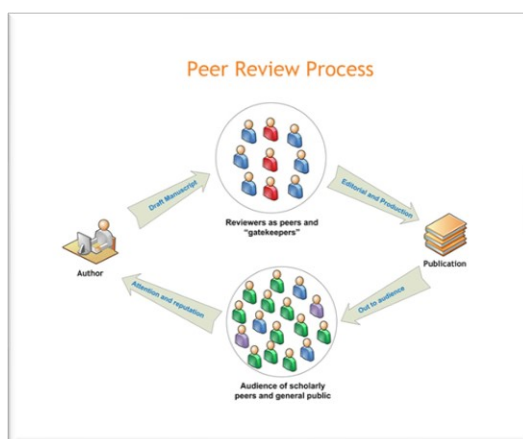 Peer Review Process
Draft Manuscript
Reviewers as peers and
"gatekeepers"
Editorial and Production
Author
Publication
Attention and reputation
Out to audience
Audience of scholarly
peers and general public